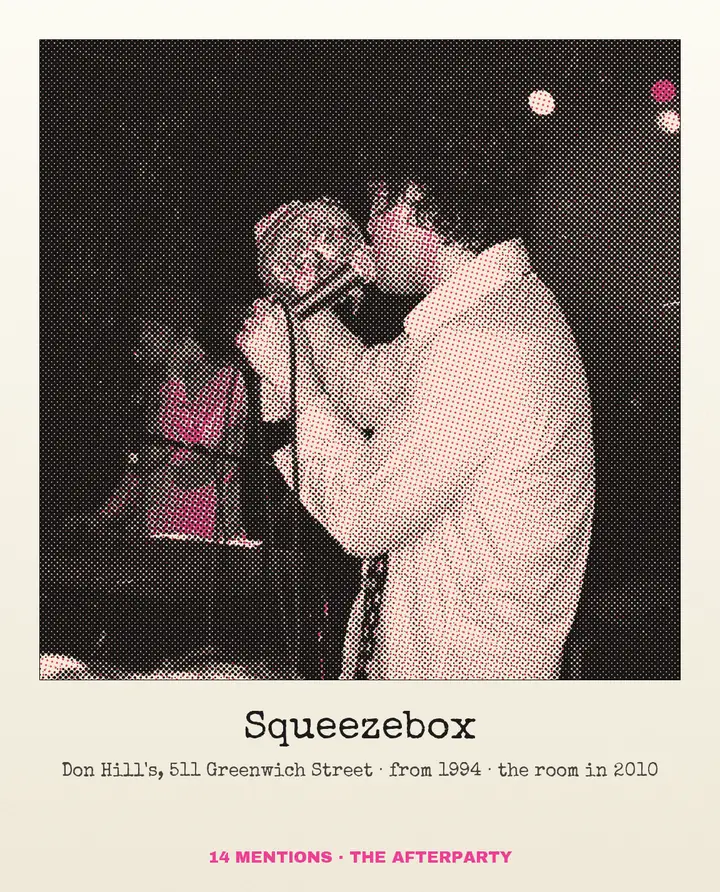 Squeezebox
Don Hill's, 511 Greenwich Street · from 1994 · the room in 2010
14 MENTIONS · THE AFTERPARTY